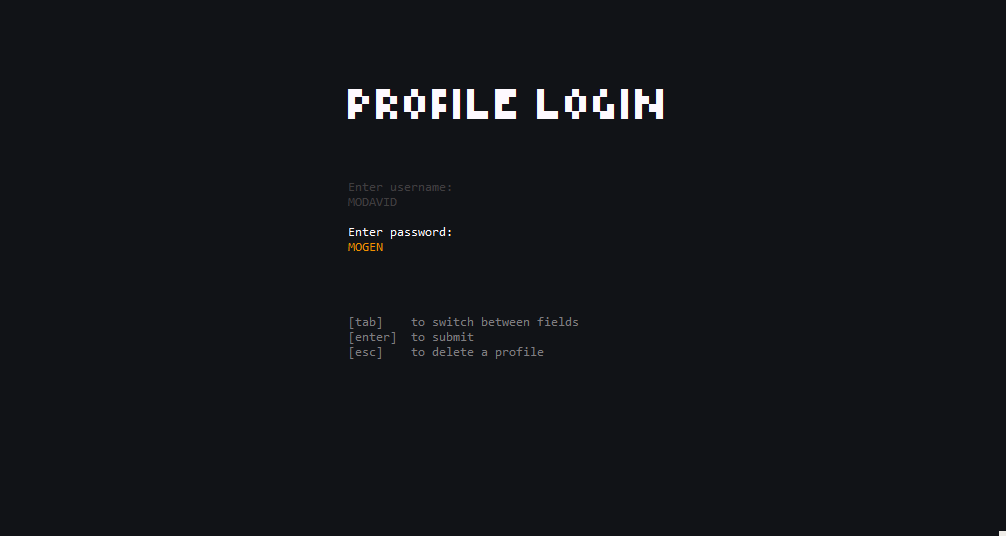 PROFILE LOGIN
Enter username:
MODAVID
Enter password:
MOGEN
[tab] to switch between fields
[enter] to submit
[esc] to delete a profile